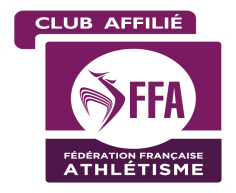 CLUB AFFILIÉ
FFA
FÉDÉRATION FRANÇAISE
ATHLÉTISME